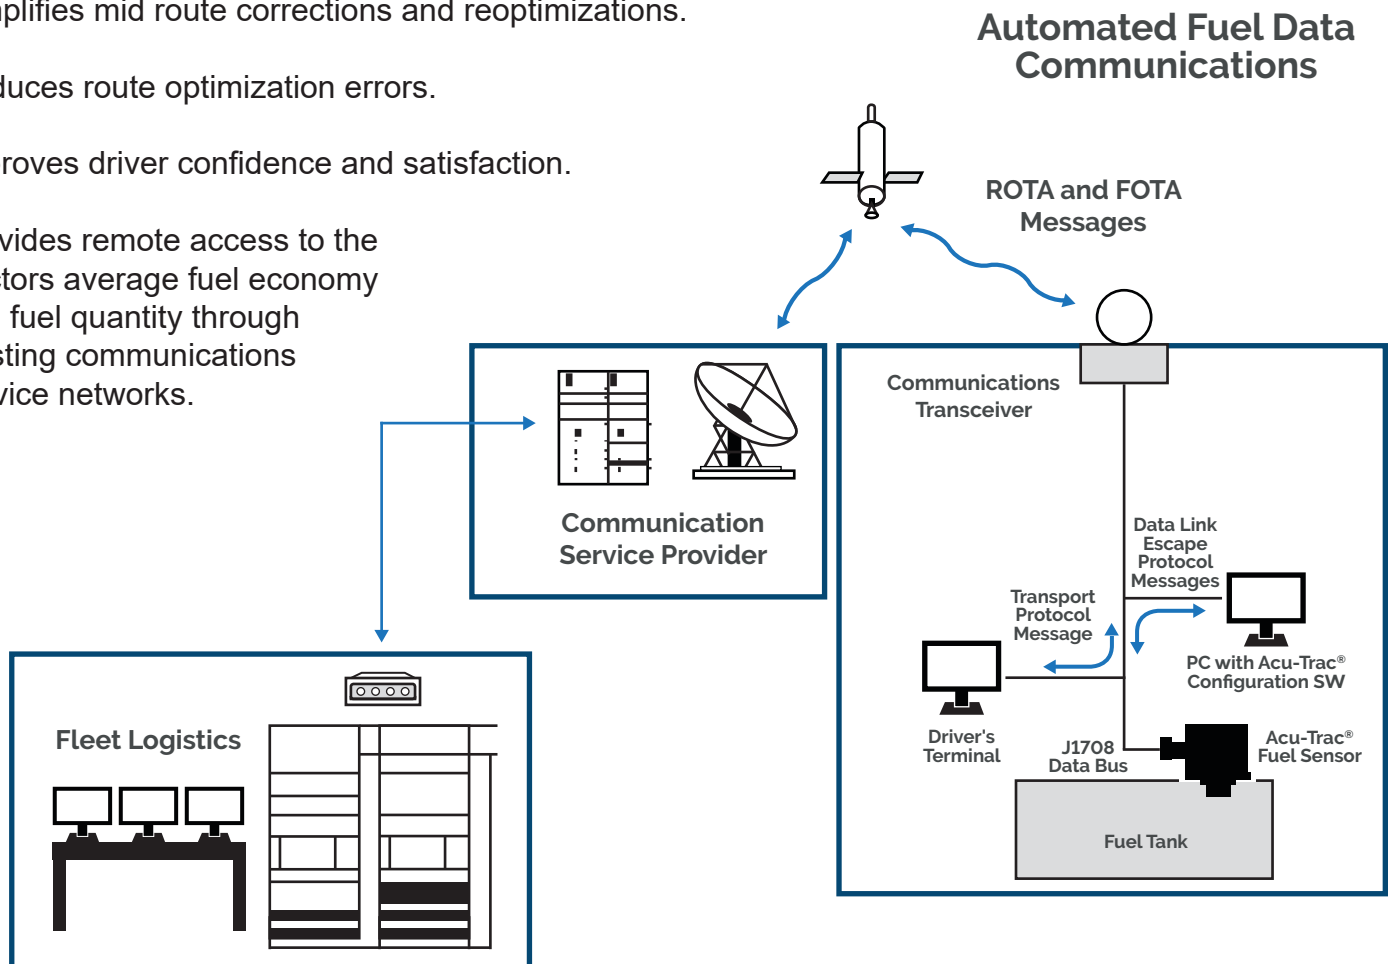 nplifies mid route corrections and reoptimizations.
duces route optimization errors.
proves driver confidence and satisfaction.
vides remote access to the
ctors average fuel economy
fuel quantity through
sting communications
vice networks.
Automated Fuel Data
Communications
ROTA and FOTA
Messages
Communications
Transceiver
Communication
Service Provider
Data Link
Escape
Protocol
Messages
Transport
Protocol
Message
PC with Acu-Trac®
Configuration SW
Driver's
Terminal
J1708
Data Bus
Acu-Trac®
Fuel Sensor
Fuel Tank
Fleet Logistics